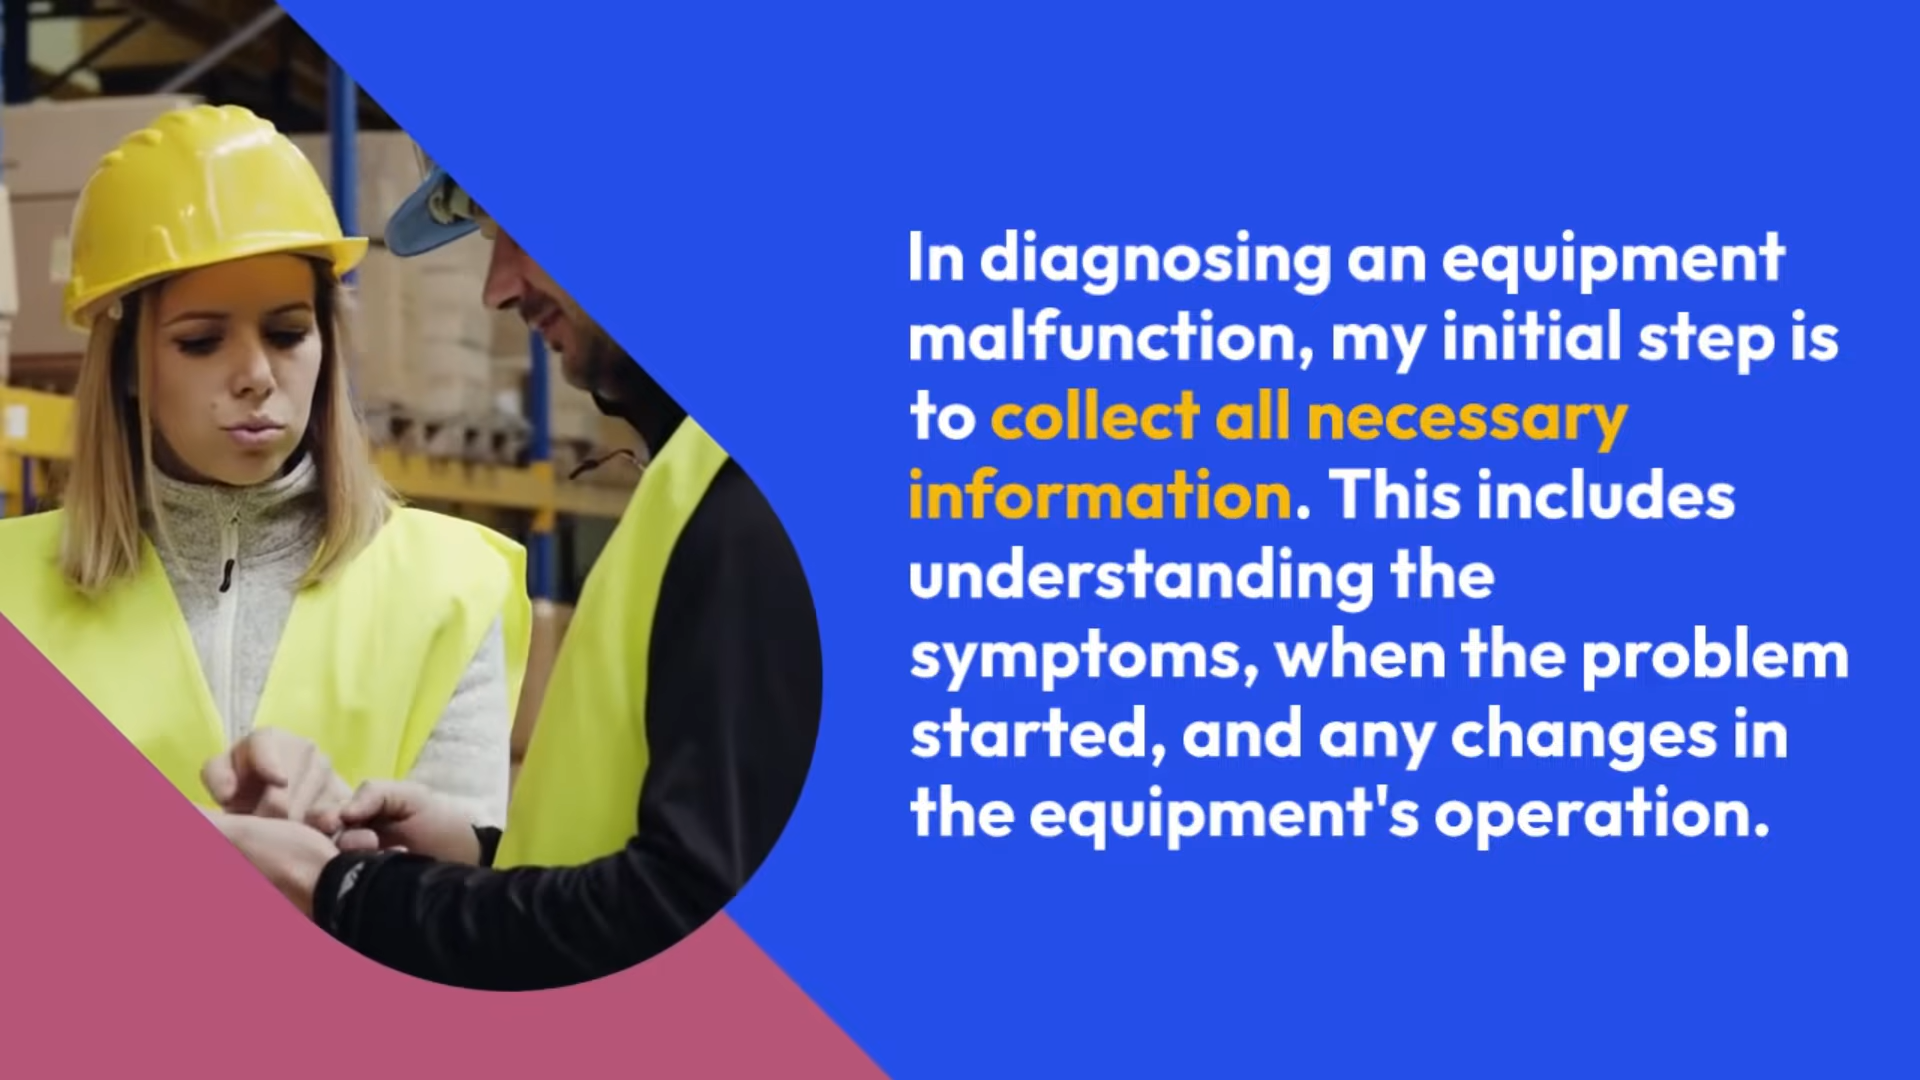 In diagnosing an equipment
malfunction, my initial step is
to collect all necessary
information. This includes
understanding the
symptoms, when the problem
started, and any changes in
the equipment's operation.